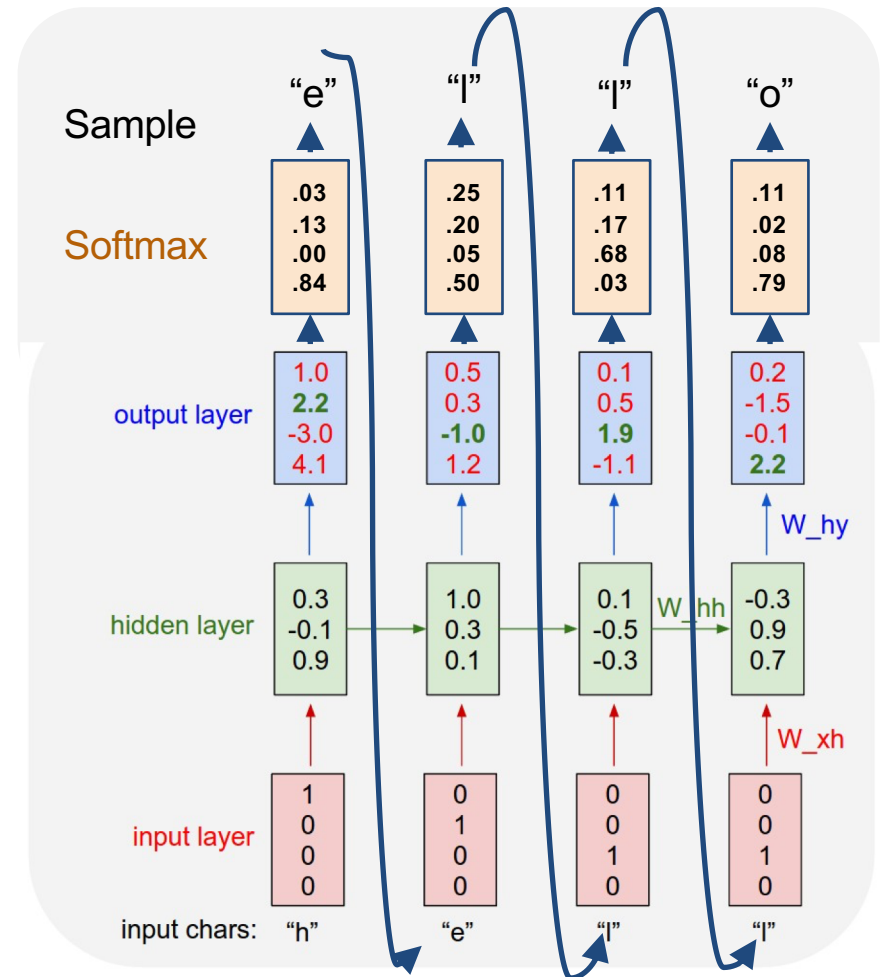 “e” “l” “l” “o”
Sample
Softmax
.03 .25 .11 .11
.13 .20 .17 .02
.00 .05 .68 .08
.84 .50 .03 .79
output layer
1.0 0.5 0.1 0.2
2.2 0.3 0.5 -1.5
-3.0 -1.0 1.9 -0.1
4.1 1.2 -1.1 2.2
W_hy
hidden layer
0.3 1.0 0.1 -0.3
-0.1 0.3 -0.5 0.9
0.9 0.1 -0.3 0.7
W_hh
W_xh
input layer
1 0 0 0
0 1 0 0
0 0 1 1
0 0 0 0
input chars: “h” “e” “l” “l”